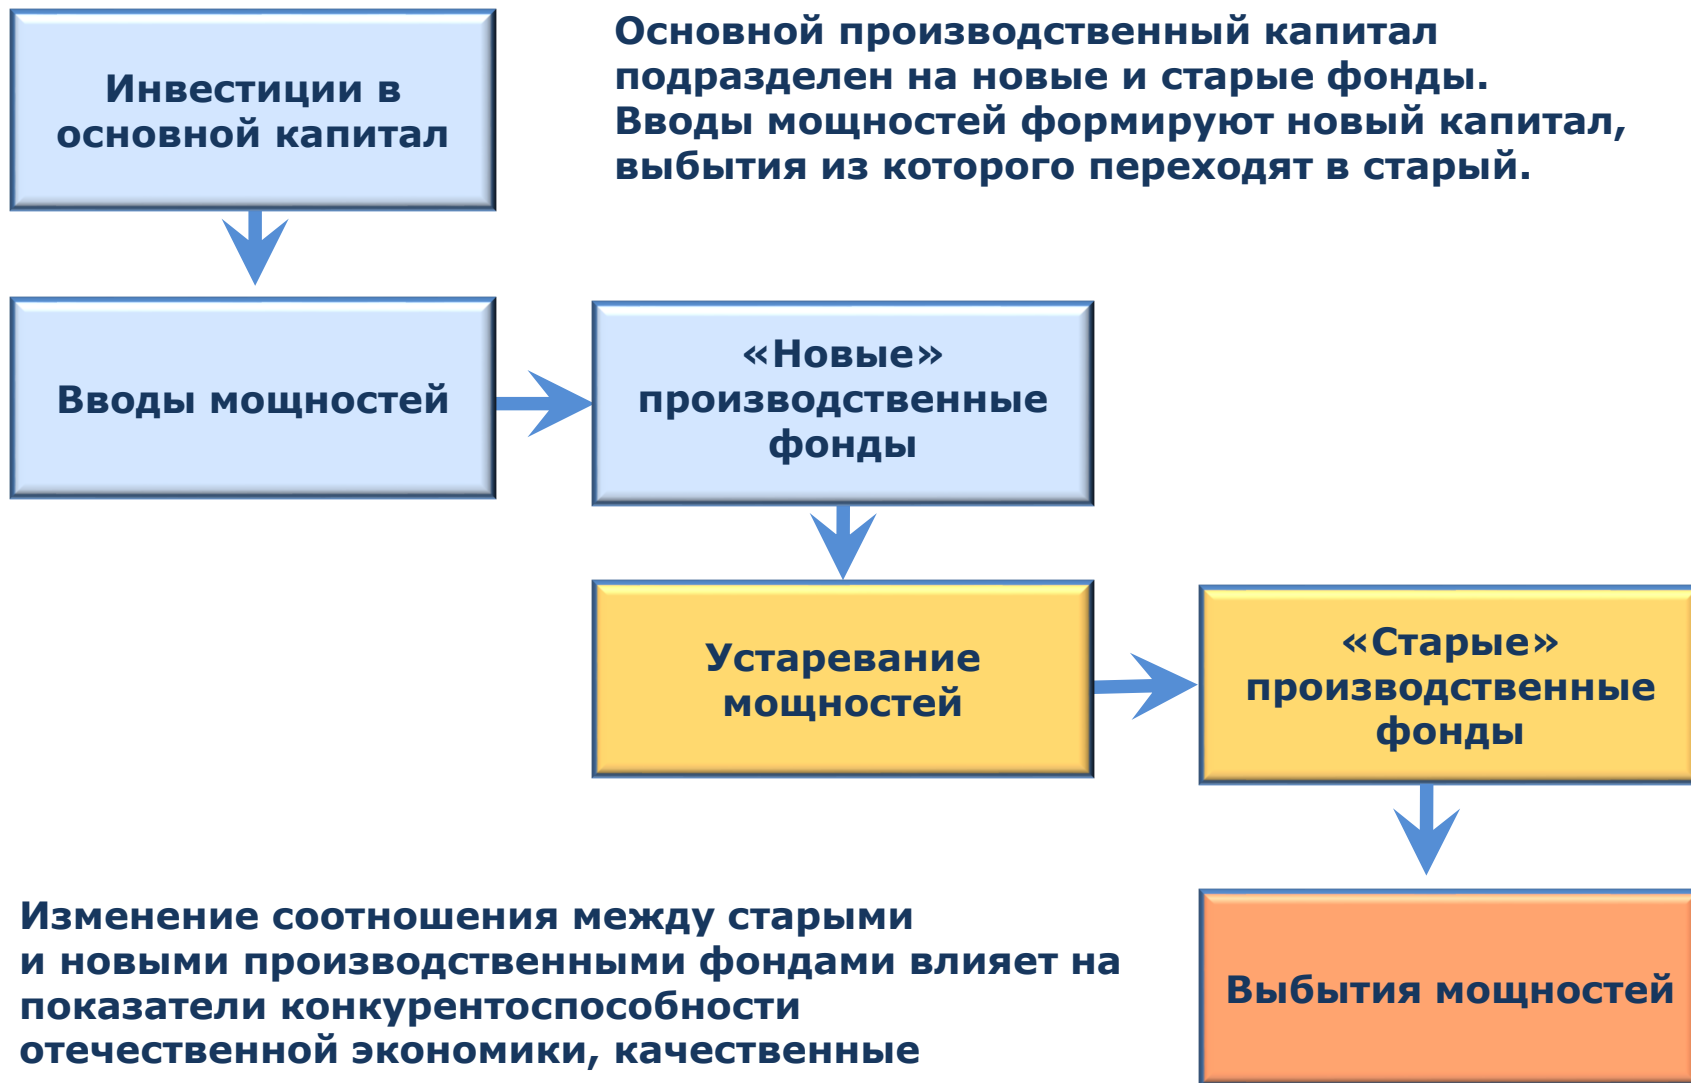 Инвестиции в
основной капитал
Основной производственный капитал
подразделен на новые и старые фонды.
Вводы мощностей формируют новый капитал,
выбытия из которого переходят в старый.
Вводы мощностей
«Новые»
производственные
фонды
Устаревание
мощностей
«Старые»
производственные
фонды
Изменение соотношения между старыми
и новыми производственными фондами влияет на
показатели конкурентоспособности
отечественной экономики, качественные
Выбытия мощностей